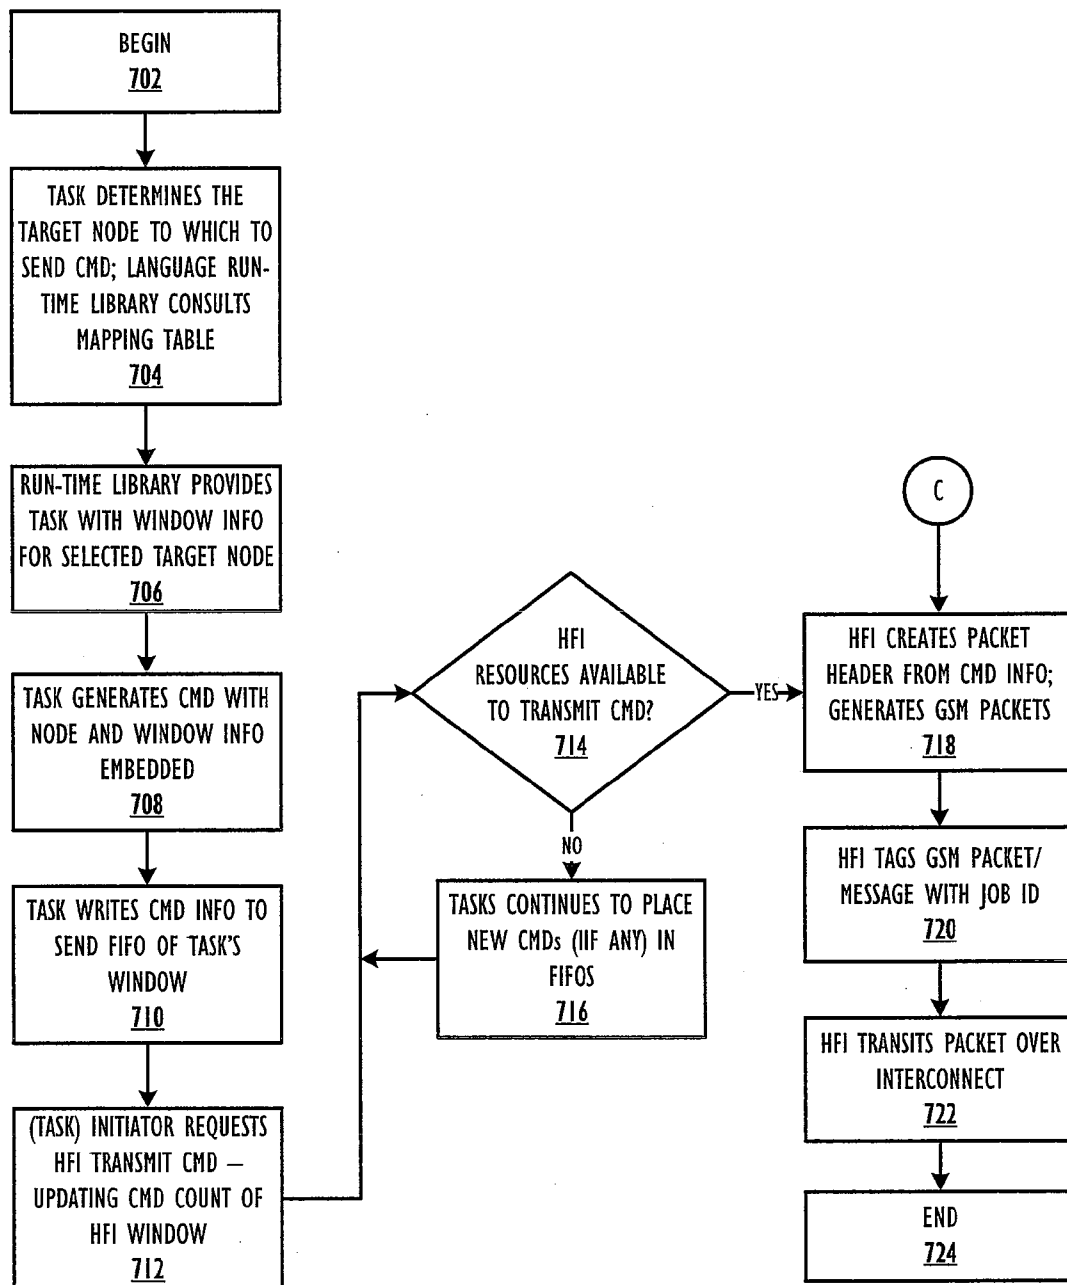 BEGIN
702
TASK DETERMINES THE
TARGET NODE TO WHICH TO
SEND CMD; LANGUAGE RUN-
TIME LIBRARY CONSULTS
MAPPING TABLE
704
RUN-TIME LIBRARY PROVIDES
TASK WITH WINDOW INFO
FOR SELECTED TARGET NODE
706
TASK GENERATES CMD WITH
NODE AND WINDOW INFO
EMBEDDED
708
TASK WRITES CMD INFO TO
SEND FIFO OF TASK'S
WINDOW
710
(TASK) INITIATOR REQUESTS
HFI TRANSMIT CMD –
UPDATING CMD COUNT OF
HFI WINDOW
712
HFI
RESOURCES AVAILABLE
TO TRANSMIT CMD?
714
YES
NO
TASKS CONTINUES TO PLACE
NEW CMDs (IIF ANY) IN
FIFOS
716
C
HFI CREATES PACKET
HEADER FROM CMD INFO;
GENERATES GSM PACKETS
718
HFI TAGS GSM PACKET/
MESSAGE WITH JOB ID
720
HFI TRANSITS PACKET OVER
INTERCONNECT
722
END
724